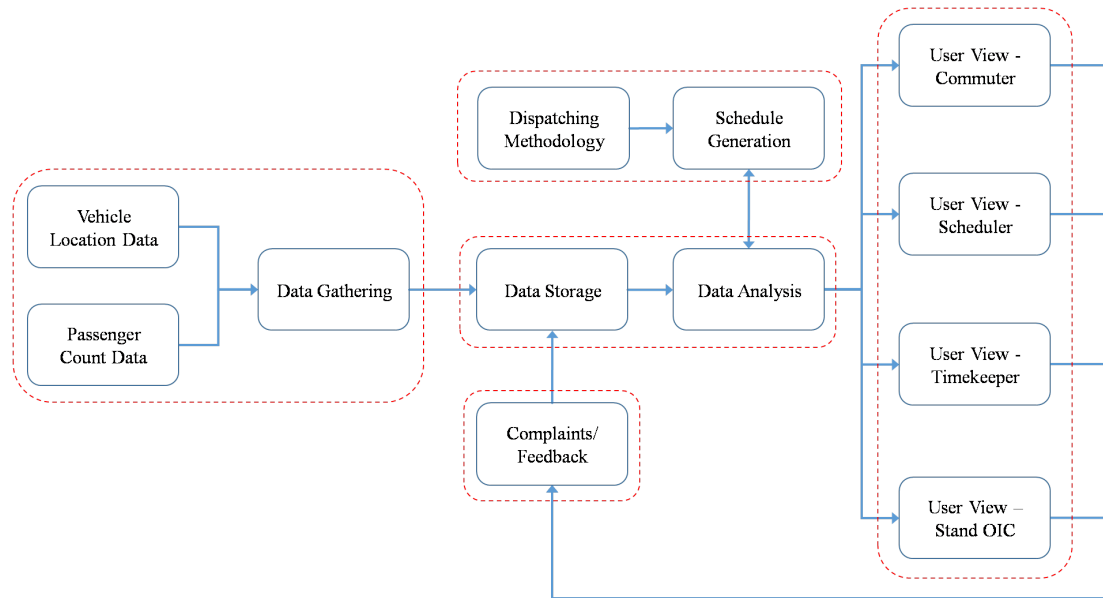 Vehicle
Location Data
Passenger
Count Data
Data Gathering
Dispatching
Methodology
Schedule
Generation
Data Storage
Data Analysis
Complaints/
Feedback
User View -
Commuter
User View -
Scheduler
User View -
Timekeeper
User View –
Stand OIC